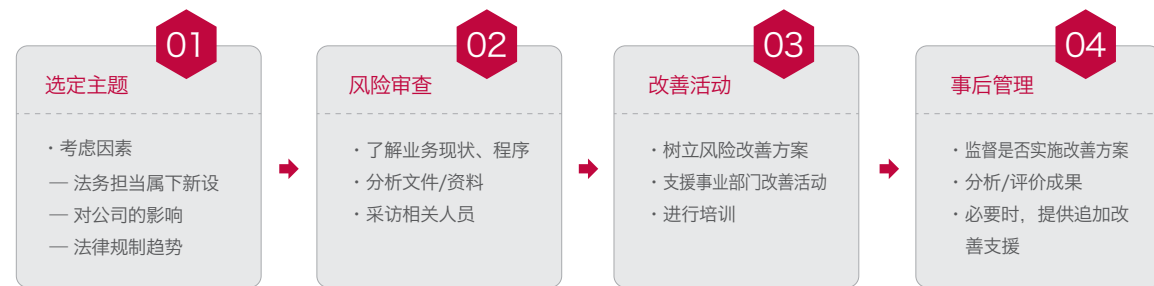 01
选定主题
・考虑因素
— 法务担当属下新设
— 对公司的影响
— 法律规制趋势
02
风险审查
・了解业务现状、程序
・分析文件/资料
・采访相关人员
03
改善活动
・树立风险改善方案
・支援事业部门改善活动
・进行培训
04
事后管理
・监督是否实施改善方案
・分析/评价成果
・必要时，提供追加改
善支援